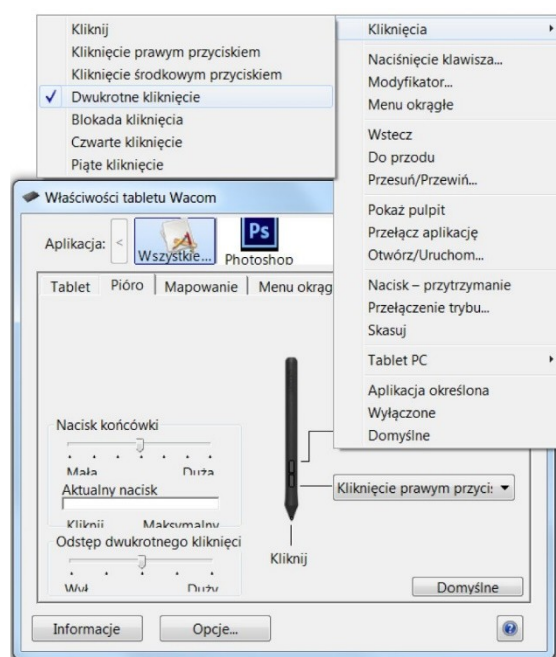 Kliknij
Kliknięcie prawym przyciskiem
Kliknięcie środkowym przyciskiem
Dwukrotne kliknięcie
Blokada kliknięcia
Czwarte kliknięcie
Piąte kliknięcie
Kliknięcia
Naciśnięcie klawisza...
Modyfikator...
Menu okrągłe
Wstecz
Do przodu
Przesuń/Przewiń...
Pokaż pulpit
Przełącz aplikację
Otwórz/Uruchom...
Nacisk – przytrzymanie
Przełączenie trybu...
Skasuj
Tablet PC
Aplikacja określona
Wyłączone
Domyślne
Właściwości tabletu Wacom
Aplikacja: < Wszystkie... Ps Photoshop
Tablet Pióro Mapowanie Menu okrąg
Nacisk końcówki
Mała Duża
Aktualny nacisk
Kliknij Maksymalny
Odstęp dwukrotnego kliknięci
Wył Duży
Kliknięcie prawym przyci:
Kliknij
Domyślne
Informacje Opcje... ?